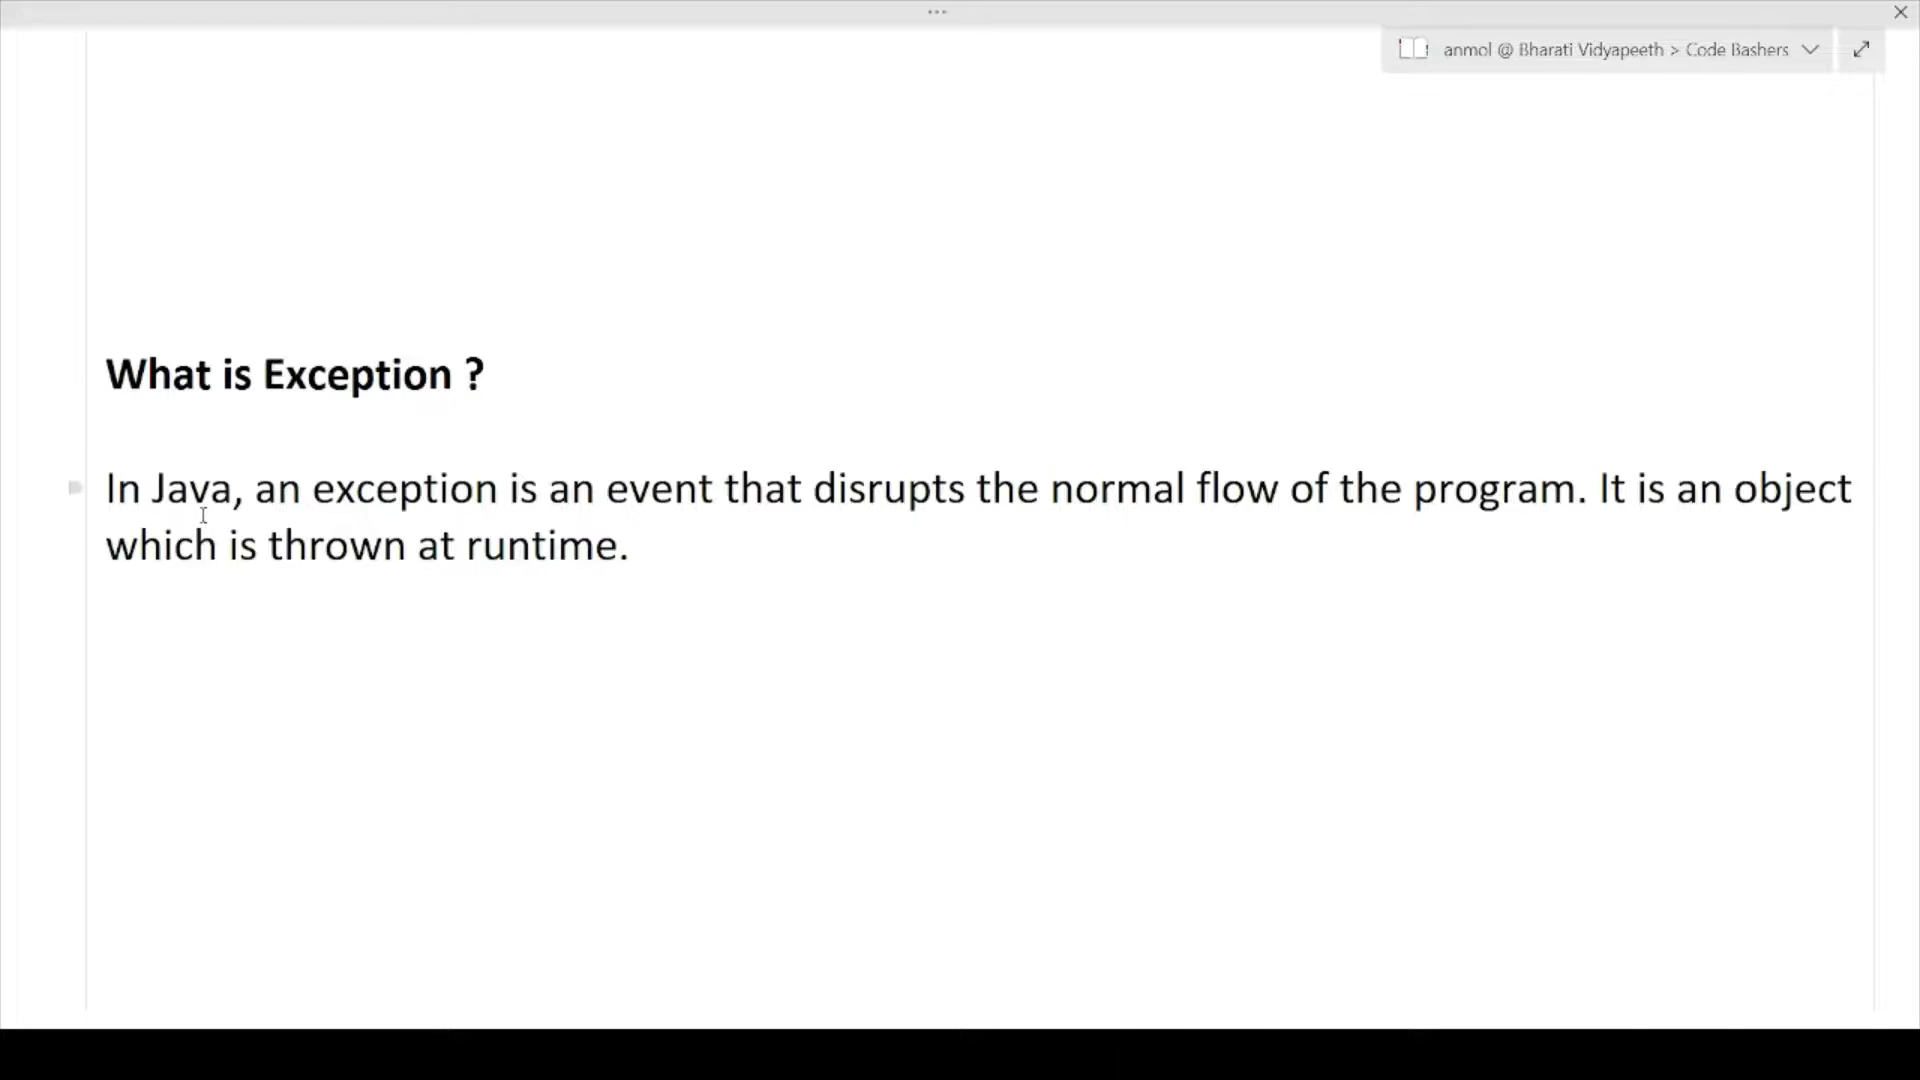 anmol @ Bharati Vidyapeeth > Code Bashers
What is Exception ?
In Java, an exception is an event that disrupts the normal flow of the program. It is an object
which is thrown at runtime.